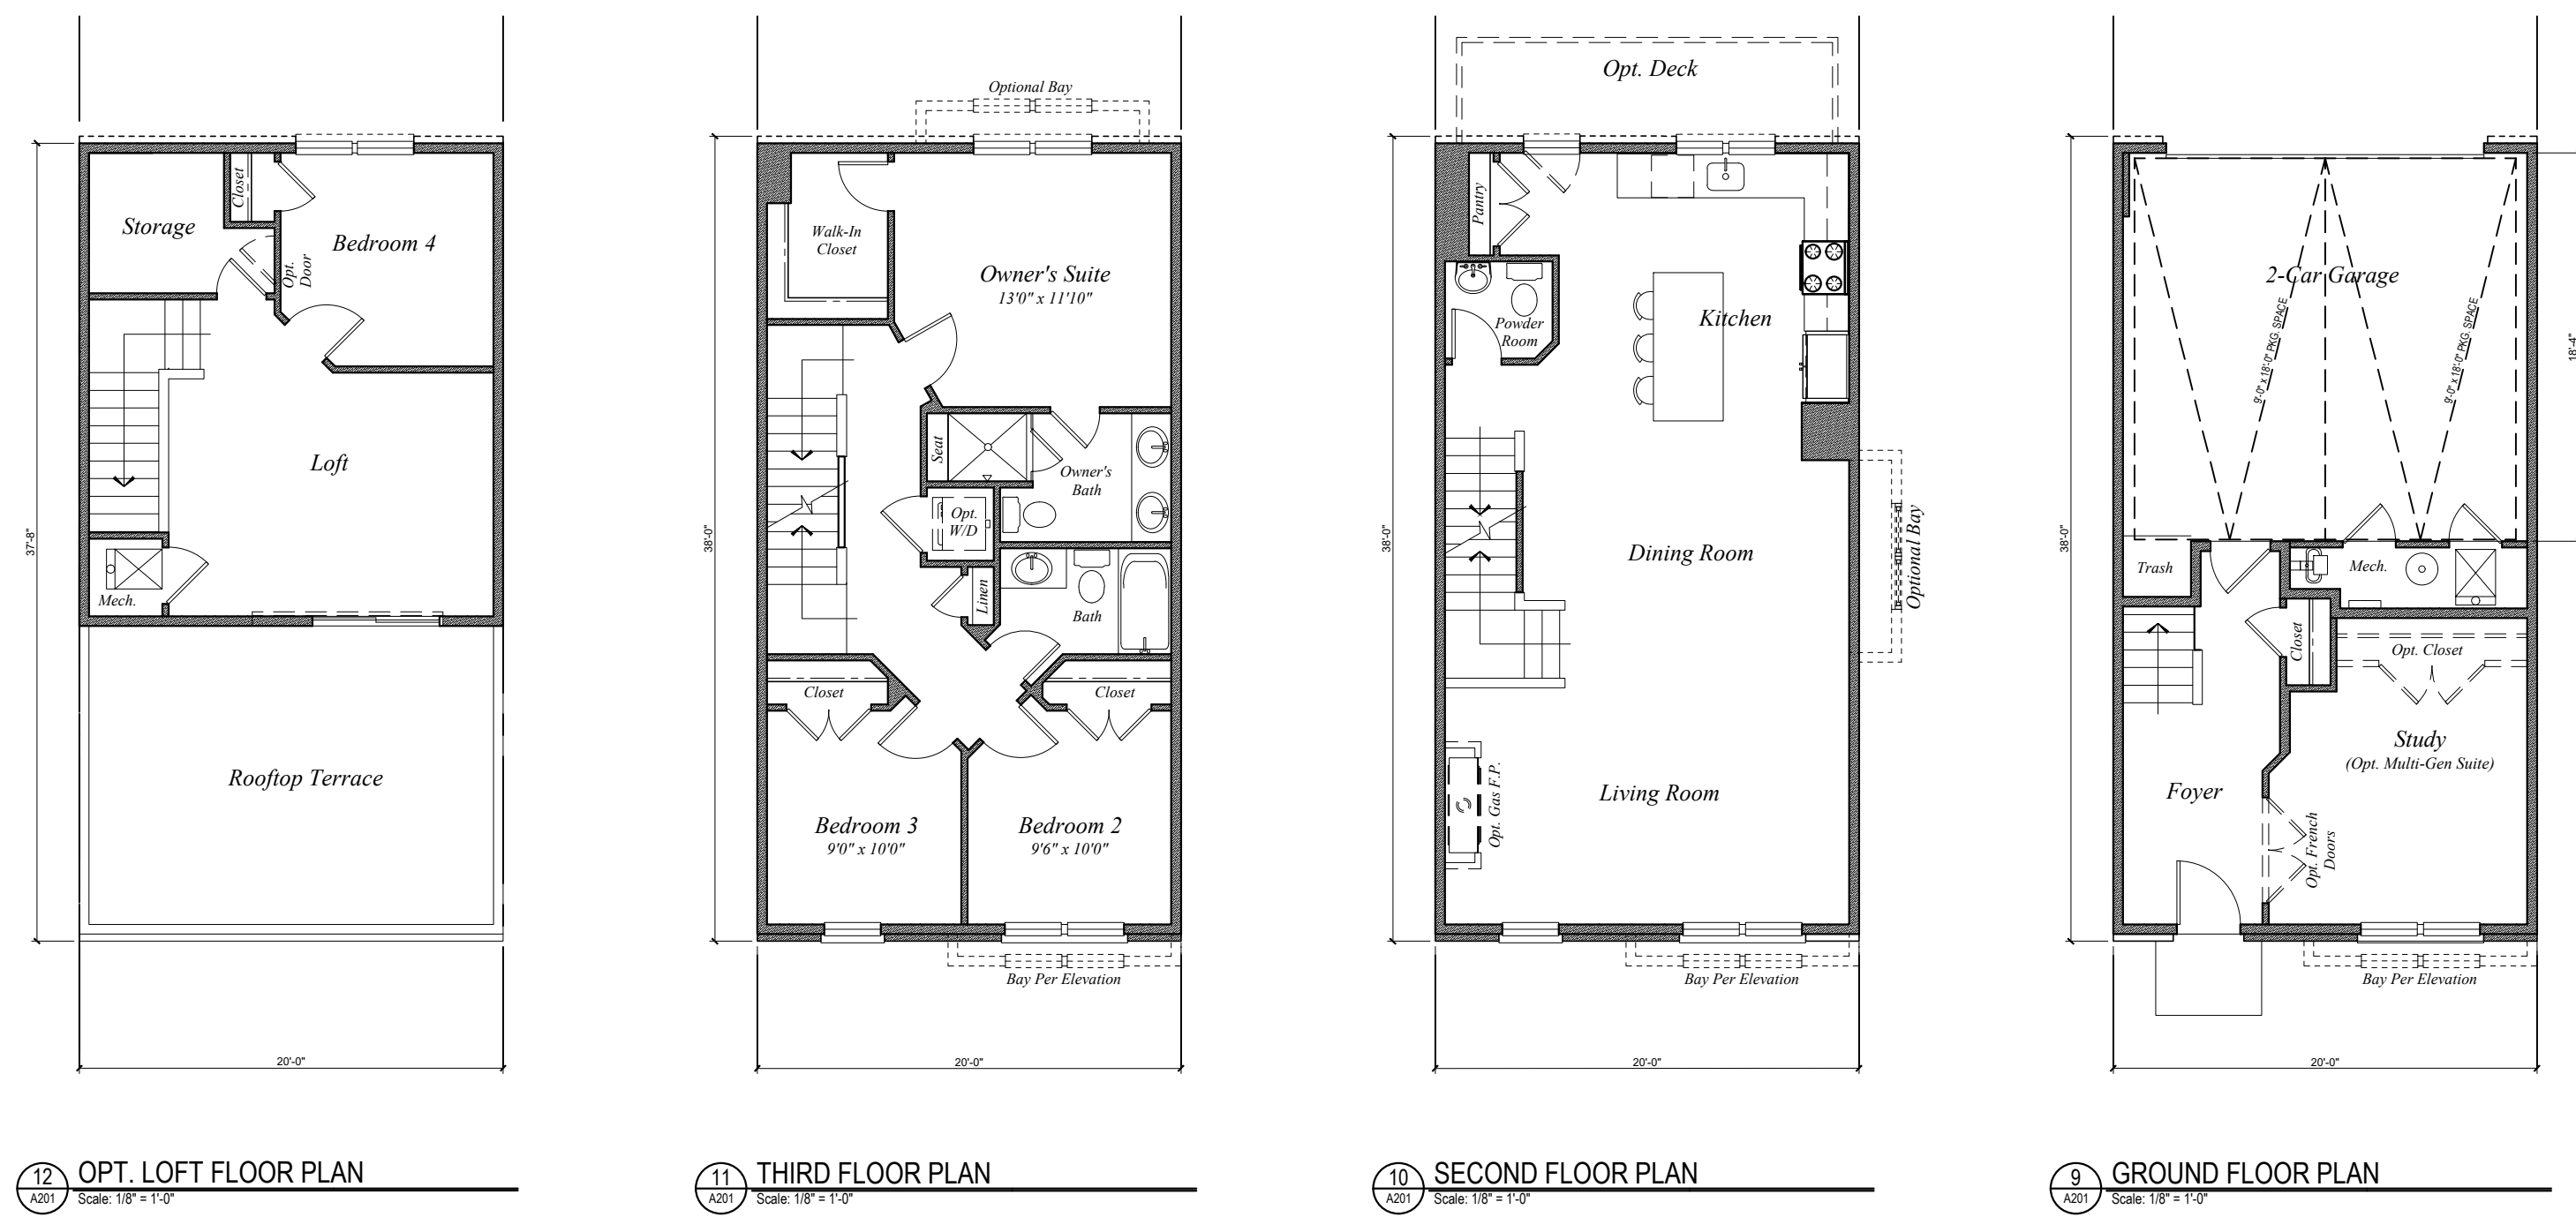 Storage
Closet
Bedroom 4
Opt.
Door
Loft
Mech.
Rooftop Terrace
37'-8"
20'-0"
12
A201
OPT. LOFT FLOOR PLAN
Scale: 1/8" = 1'-0"
Optional Bay
Walk-In
Closet
Owner's Suite
13'0" x 11'10"
Seat
Owner's
Bath
Opt.
W/D
Linen
Bath
Closet
Closet
Bedroom 3
9'0" x 10'0"
Bedroom 2
9'6" x 10'0"
Bay Per Elevation
38'-0"
20'-0"
11
A201
THIRD FLOOR PLAN
Scale: 1/8" = 1'-0"
Opt. Deck
Pantry
Powder
Room
Kitchen
Dining Room
Optional Bay
Living Room
Opt. Gas F.P.
Bay Per Elevation
38'-0"
20'-0"
10
A201
SECOND FLOOR PLAN
Scale: 1/8" = 1'-0"
2-Car Garage
9'-0" x 18'-0" PKG. SPACE
9'-0" x 18'-0" PKG. SPACE
18'-4"
Trash
Mech.
Closet
Opt. Closet
Study
(Opt. Multi-Gen Suite)
Foyer
Opt. French
Doors
Bay Per Elevation
38'-0"
20'-0"
9
A201
GROUND FLOOR PLAN
Scale: 1/8" = 1'-0"